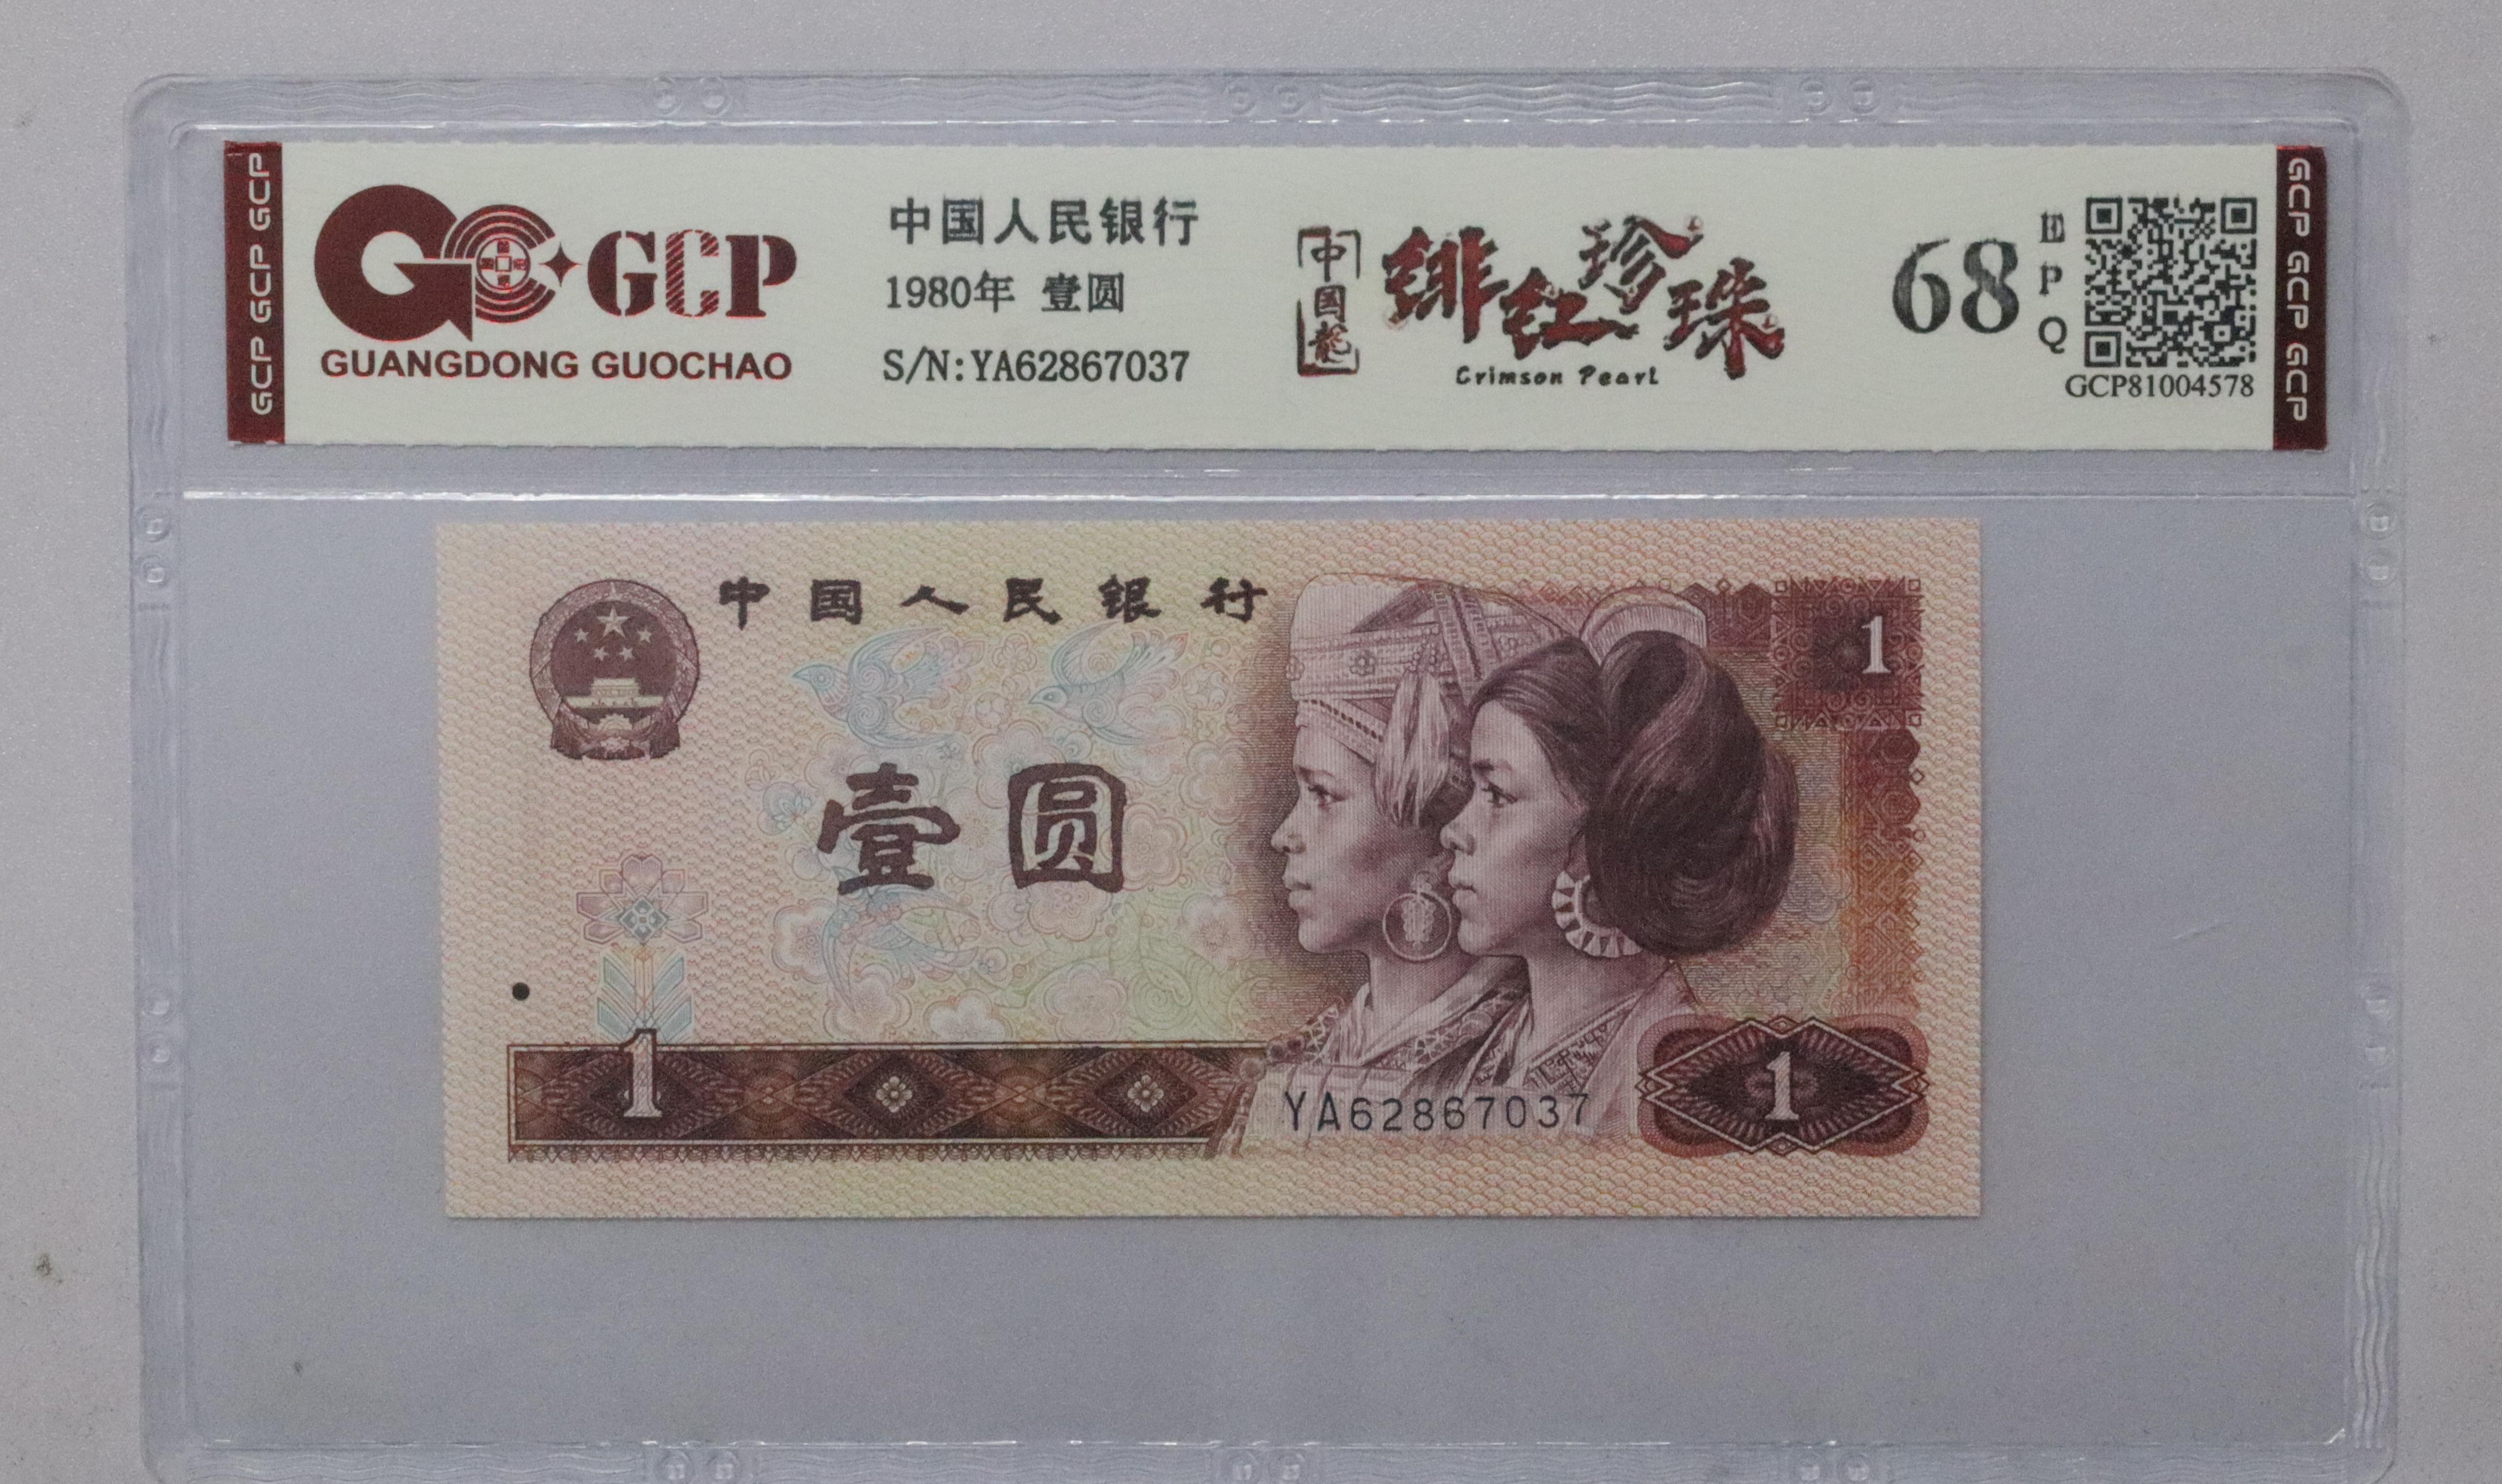 GCP GCP GCP
GCP
GUANGDONG GUOCHAO
中国人民银行
1980年 壹圆
S/N:YA62867037
中国龍
绯红珍珠
Crimson Pearl
68
EPQ
GCP81004578
GCP GCP GCP
中国人民银行
1
壹圆
1
YA62867037
1